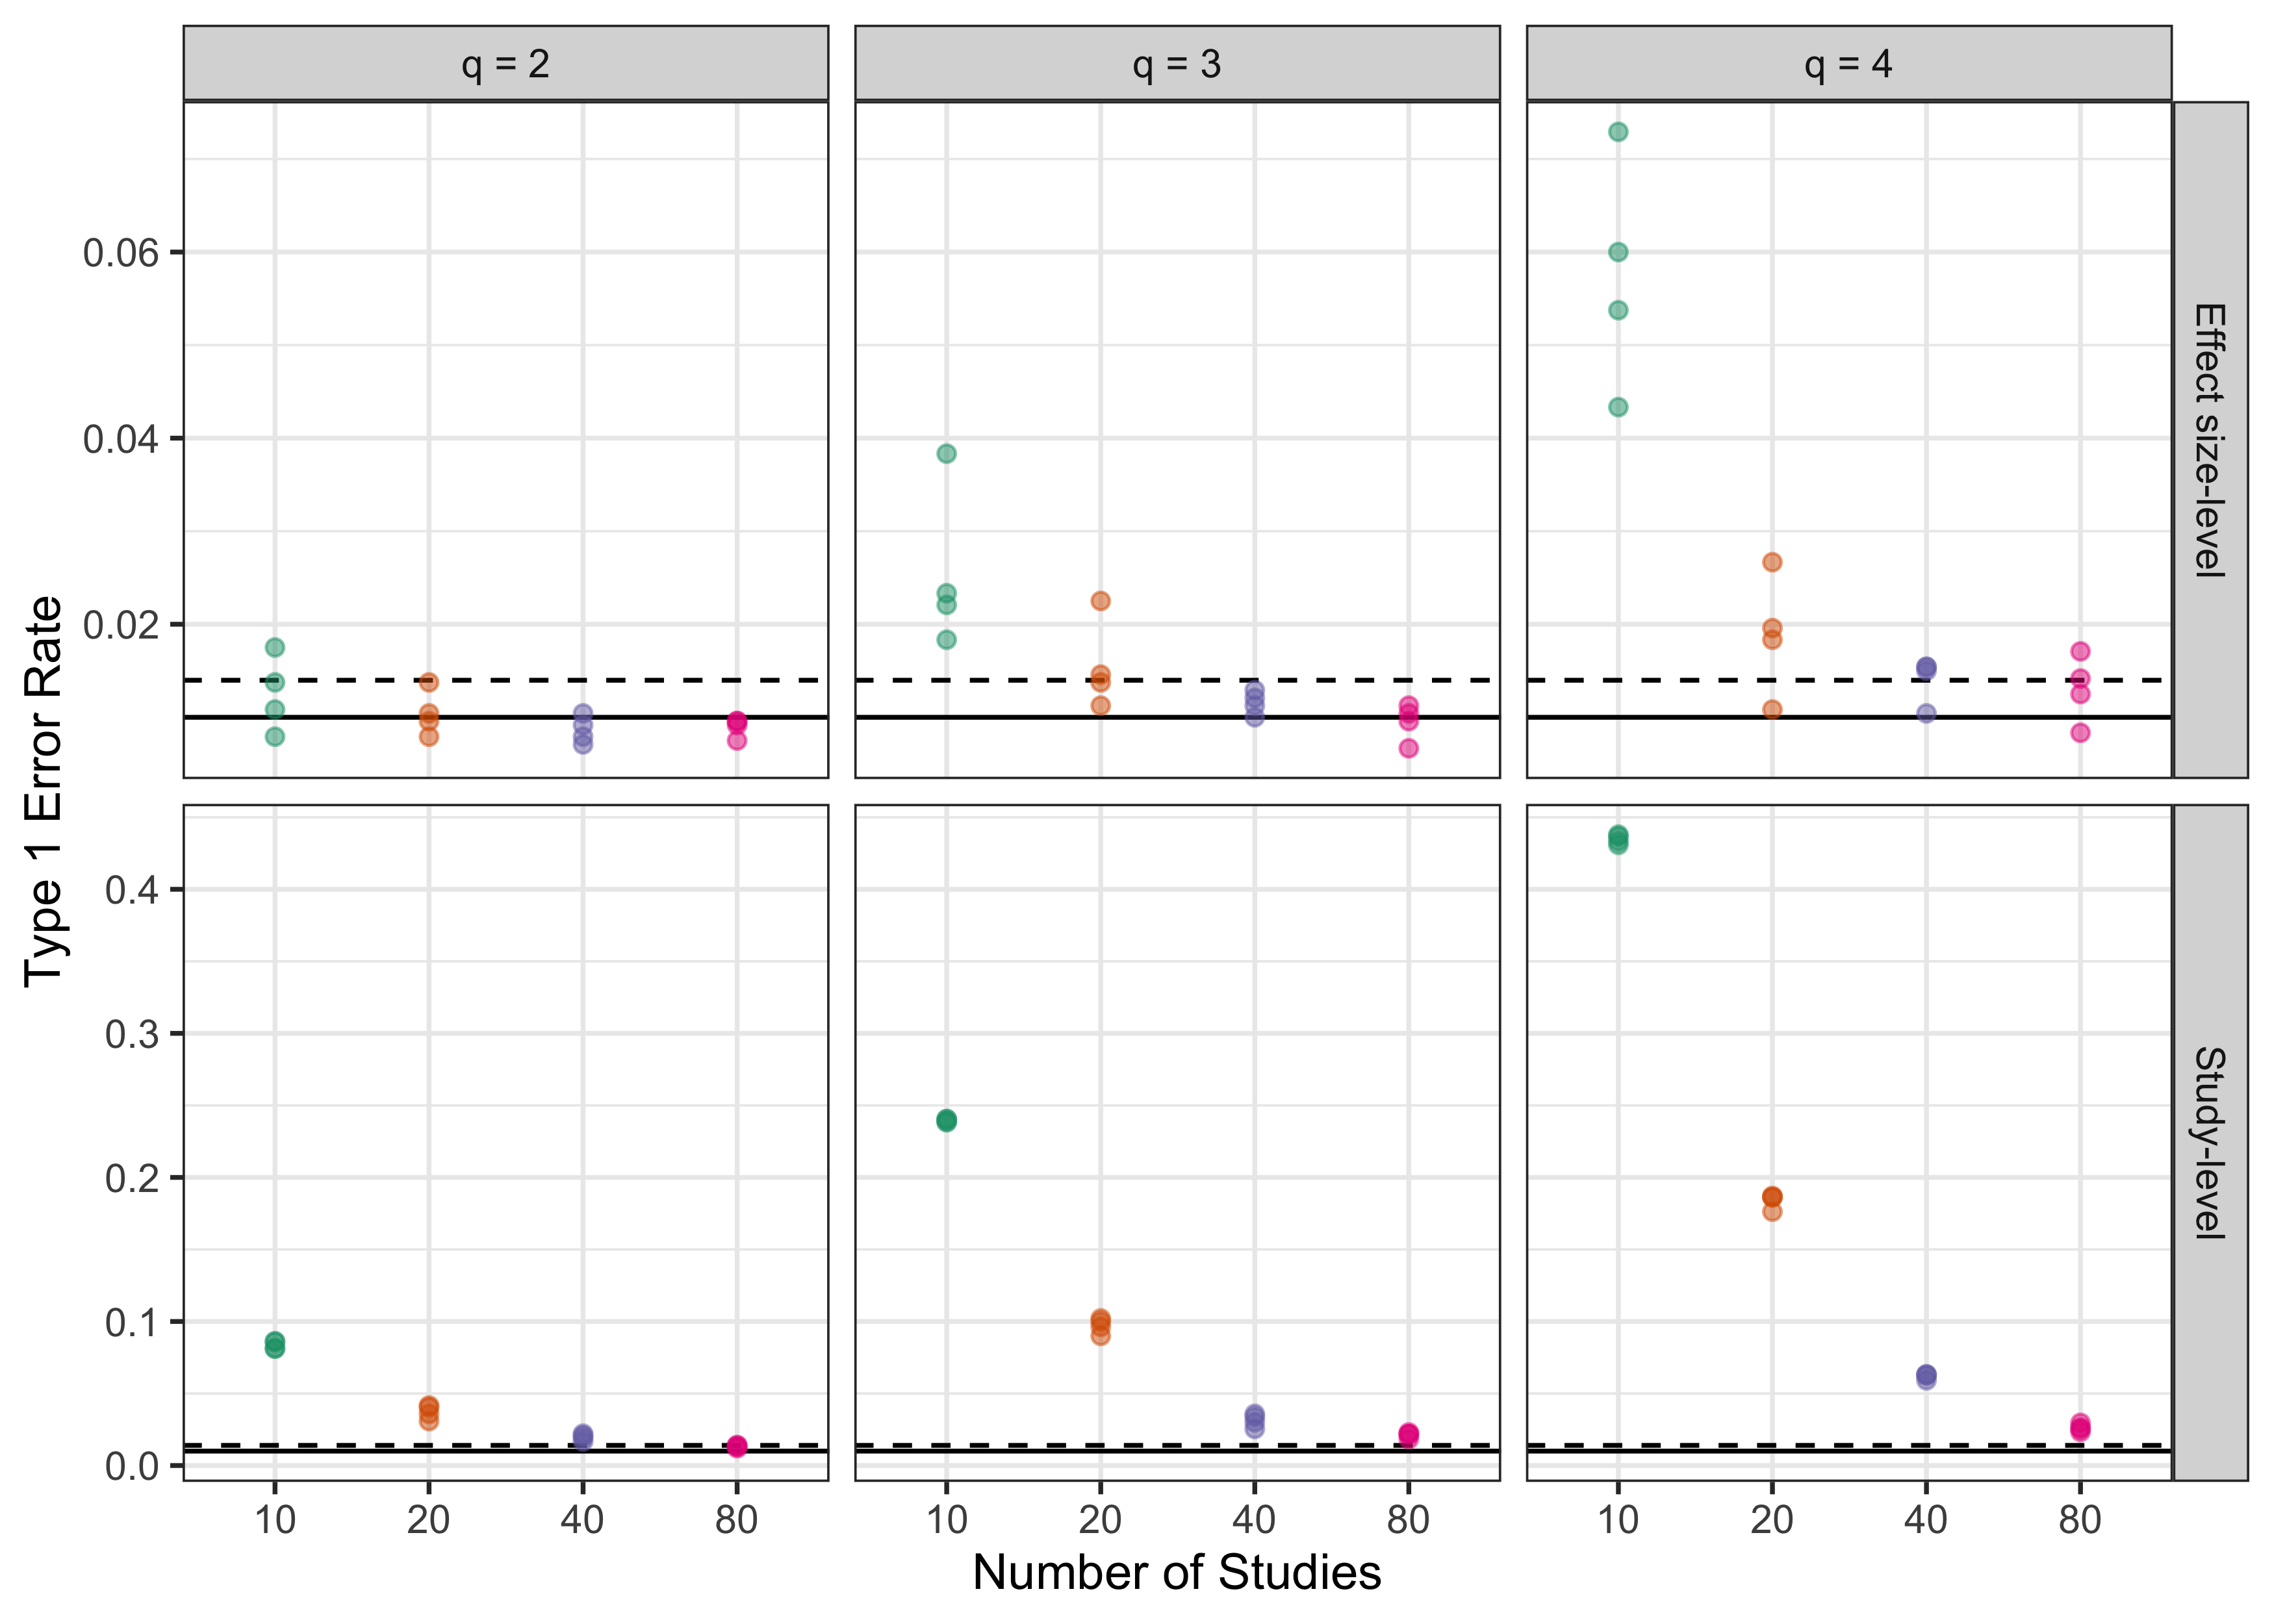 q = 2
q = 3
q = 4
0.06
0.04
0.02
Effect size-level
Type 1 Error Rate
0.4
0.3
0.2
0.1
0.0
Study-level
10 20 40 80
10 20 40 80
10 20 40 80
Number of Studies